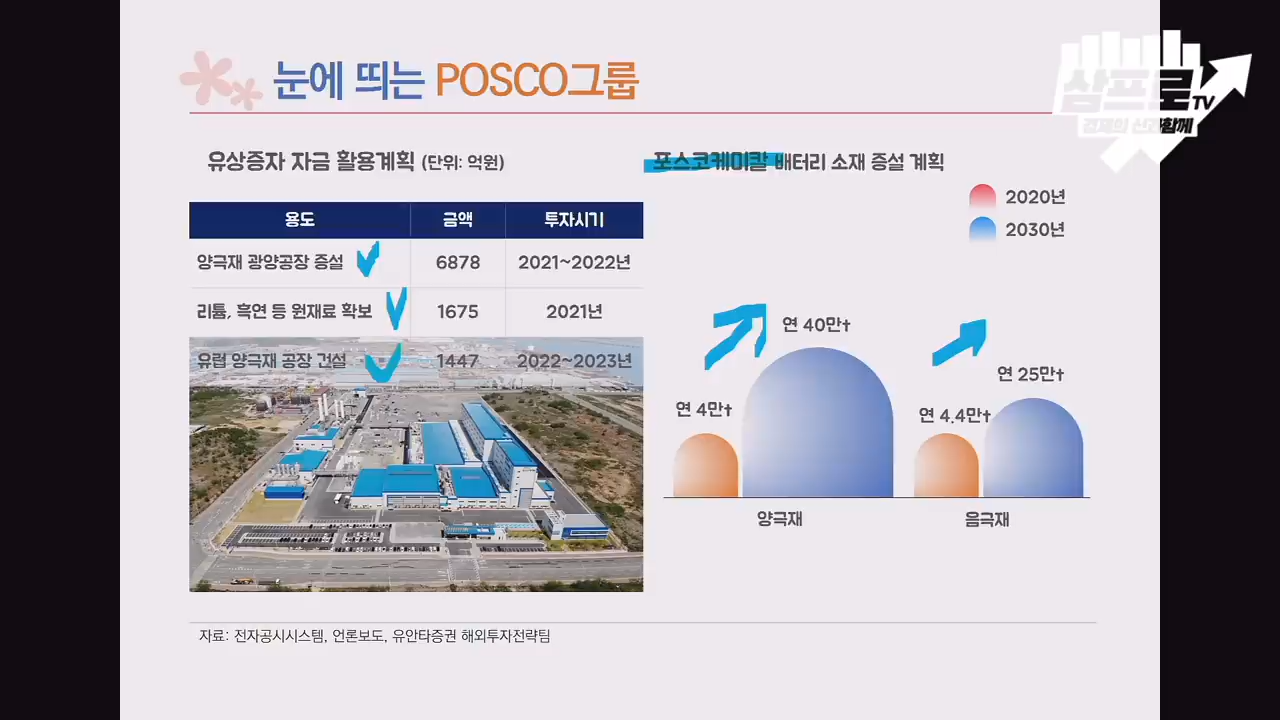 눈에 띄는 POSCO그룹
삼프로TV
경제의 신과함께
유상증자 자금 활용계획 (단위: 억원)
용도 금액 투자시기
양극재 광양공장 증설 6878 2021~2022년
리튬, 흑연 등 원재료 확보 1675 2021년
유럽 양극재 공장 건설 1447 2022~2023년
포스코케미칼 배터리 소재 증설 계획
2020년
2030년
연 4만t
연 40만t
연 4.4만t
연 25만t
양극재
음극재
자료: 전자공시시스템, 언론보도, 유안타증권 해외투자전략팀